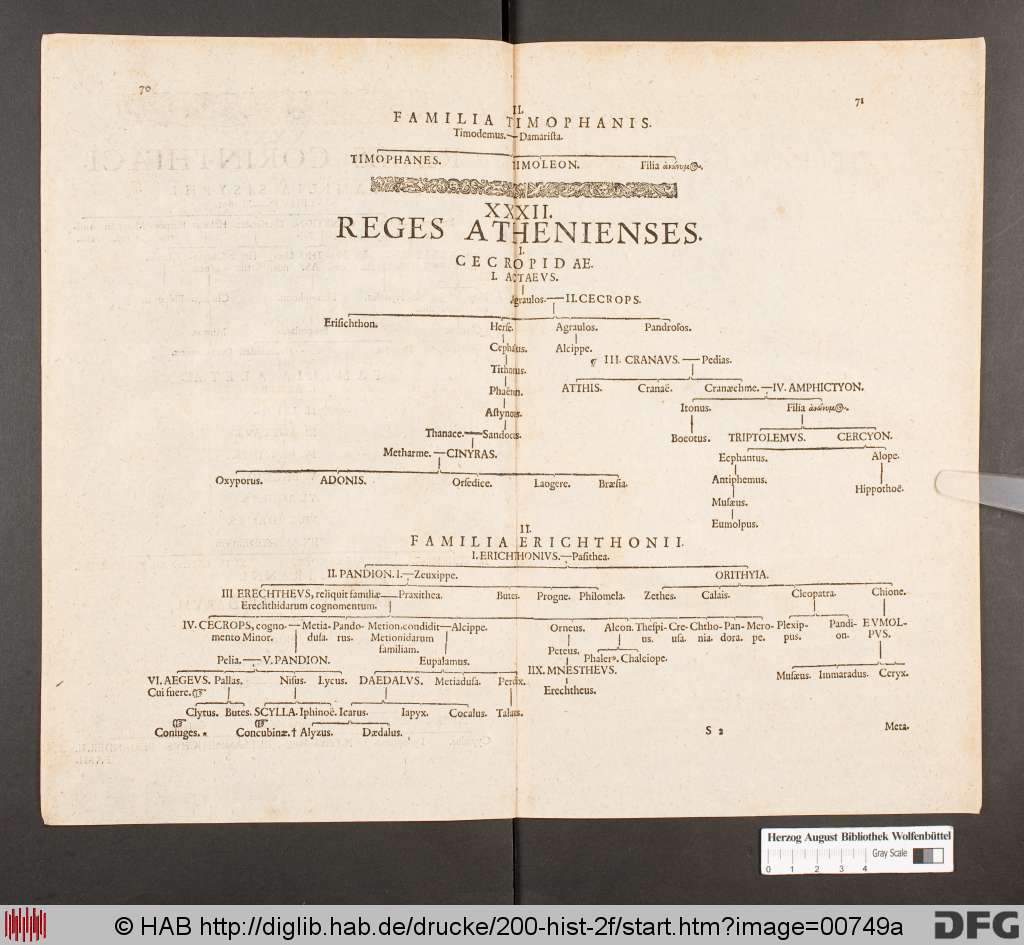 70
71
II.
FAMILIA TIMOPHANIS.
Timodemus. — Damariſta.
TIMOPHANES. TIMOLEON. Filia ἀνώνυμος.
XXXII.
REGES ATHENIENSES.
I.
CECROPIDAE.
I. ACTAEVS.
Agraulos. — II. CECROPS.
Eriſichthon. Herſe. Agraulos. Pandroſos.
Cephalus. Alcippe.
¶ III. CRANAVS. — Pedias.
Tithonus.
ATTHIS. Cranaë. Cranæchme. — IV. AMPHICTYON.
Phaëton.
Itonus. Filia ἀνώνυμος.
Aſtynous.
Thanace. — Sandocus. Bœotus. TRIPTOLEMVS. CERCYON.
Metharme. — CINYRAS. Ecphantus. Alope.
Oxyporus. ADONIS. Orſedice. Laogere. Bræſia. Antiphemus. Hippothoë.
Muſæus.
Eumolpus.
II.
FAMILIA ERICHTHONII.
I. ERICHTHONIVS. — Paſithea.
II. PANDION. I. — Zeuxippe. ORITHYIA.
III ERECHTHEVS, reliquit familiæ — Praxithea. Butes. Progne. Philomela. Zethes. Calais. Cleopatra. Chione.
Erechthidarum cognomentum.
IV. CECROPS, cogno- — Metia- Pando- Metion, condidit — Alcippe. Orneus. Alcon. Theſpi- Cre- Chtho- Pan- Mero- Plexip- Pandi- EVMOL-
mento Minor. duſa. rus. Metionidarum us. uſa. nia. dora. pe. pus. on. PVS.
familiam. Peteus.
Pelia. — V. PANDION. Eupalamus. Phaler⁹. Chalciope.
IIX. MNESTHEVS. Muſæus. Immaradus. Ceryx.
VI. AEGEVS. Pallas. Niſus. Lycus. DAEDALVS. Metiaduſa. Perdix.
Cui fuere. ☞ Erechtheus.
Clytus. Butes. SCYLLA. Iphinoë. Icarus. Iapyx. Cocalus. Talaus.
☞ ☞
Coniuges. * Concubinæ. † Alyzus. Dædalus.
S 2 Meta.
Herzog August Bibliothek Wolfenbüttel
Gray Scale
0 1 2 3 4
© HAB http://diglib.hab.de/drucke/200-hist-2f/start.htm?image=00749a
DFG